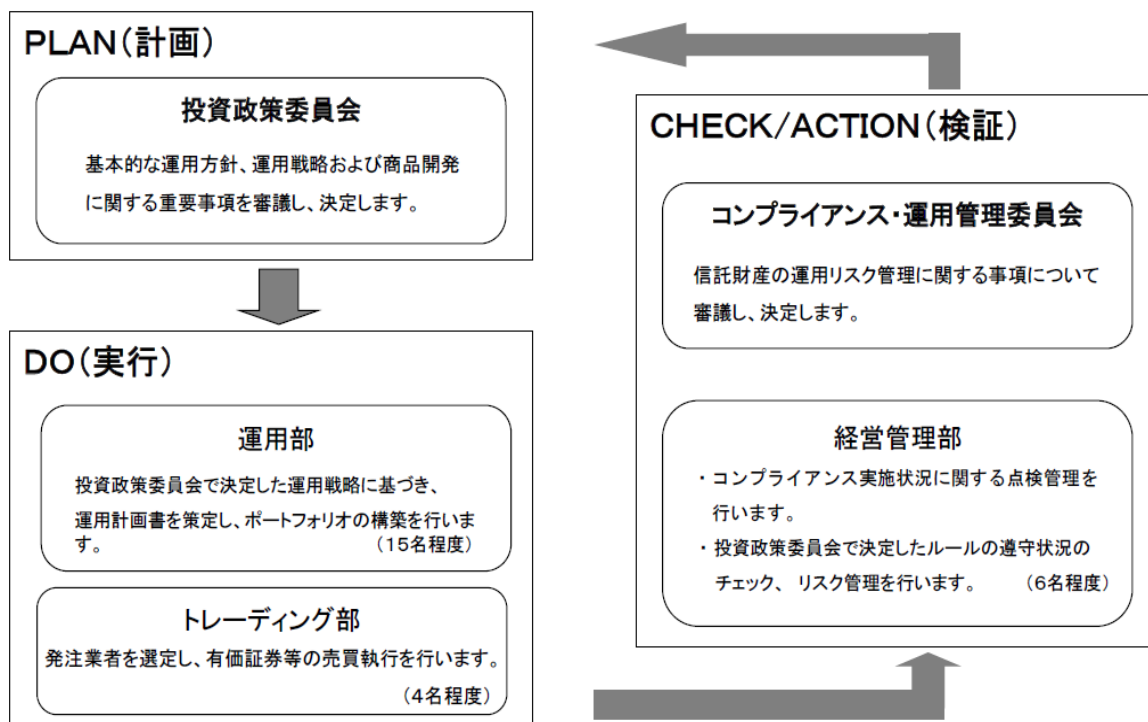 PLAN(計画)
投資政策委員会
基本的な運用方針、運用戦略および商品開発
に関する重要事項を審議し、決定します。
DO(実行)
運用部
投資政策委員会で決定した運用戦略に基づき、
運用計画書を策定し、ポートフォリオの構築を行いま
す。 (15名程度)
トレーディング部
発注業者を選定し、有価証券等の売買執行を行います。
(4名程度)
CHECK/ACTION(検証)
コンプライアンス・運用管理委員会
信託財産の運用リスク管理に関する事項について
審議し、決定します。
経営管理部
・コンプライアンス実施状況に関する点検管理を
行います。
・投資政策委員会で決定したルールの遵守状況の
チェック、 リスク管理を行います。 (6名程度)